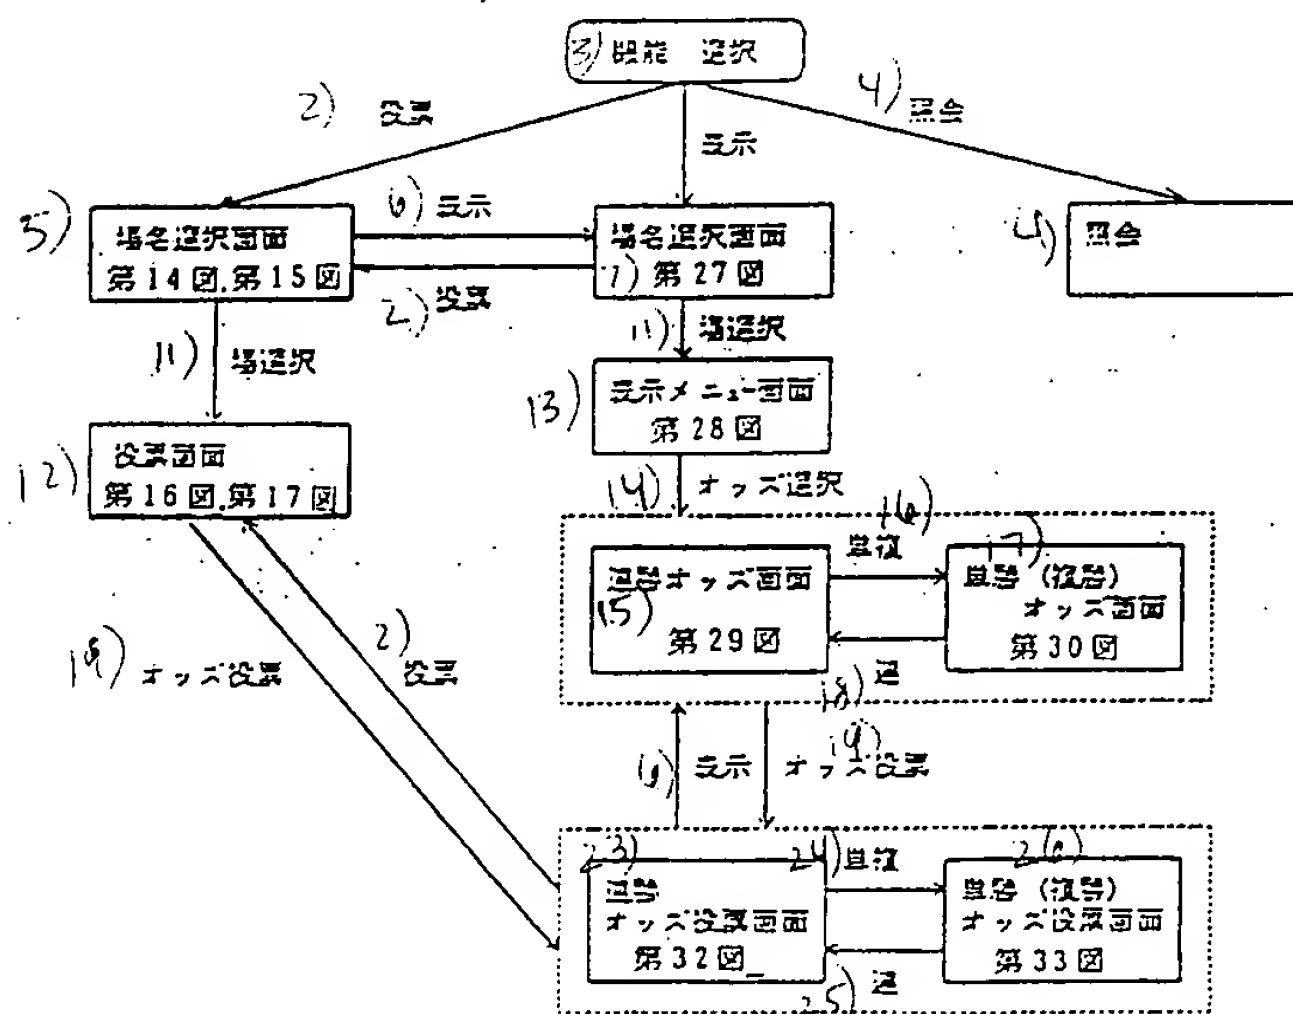 3) 機能 選択
2) 投票
4) 照会
表示
5) 場名選択画面
第14図.第15図
6) 表示
2) 投票
場名選択画面
7) 第27図
4) 照会
11) 場選択
11) 場選択
13) 表示メニュー画面
第28図
12) 投票画面
第16図.第17図
14) オッズ選択
15) オッズ画面
第29図
16) 単複
17) 単勝 (複勝)
オッズ画面
第30図
18) 連
19) オッズ投票
2) 投票
6) 表示
19) オッズ投票
23)
オッズ投票画面
第32図
24) 単複
26) 単勝 (複勝)
オッズ投票画面
第33図
25) 連